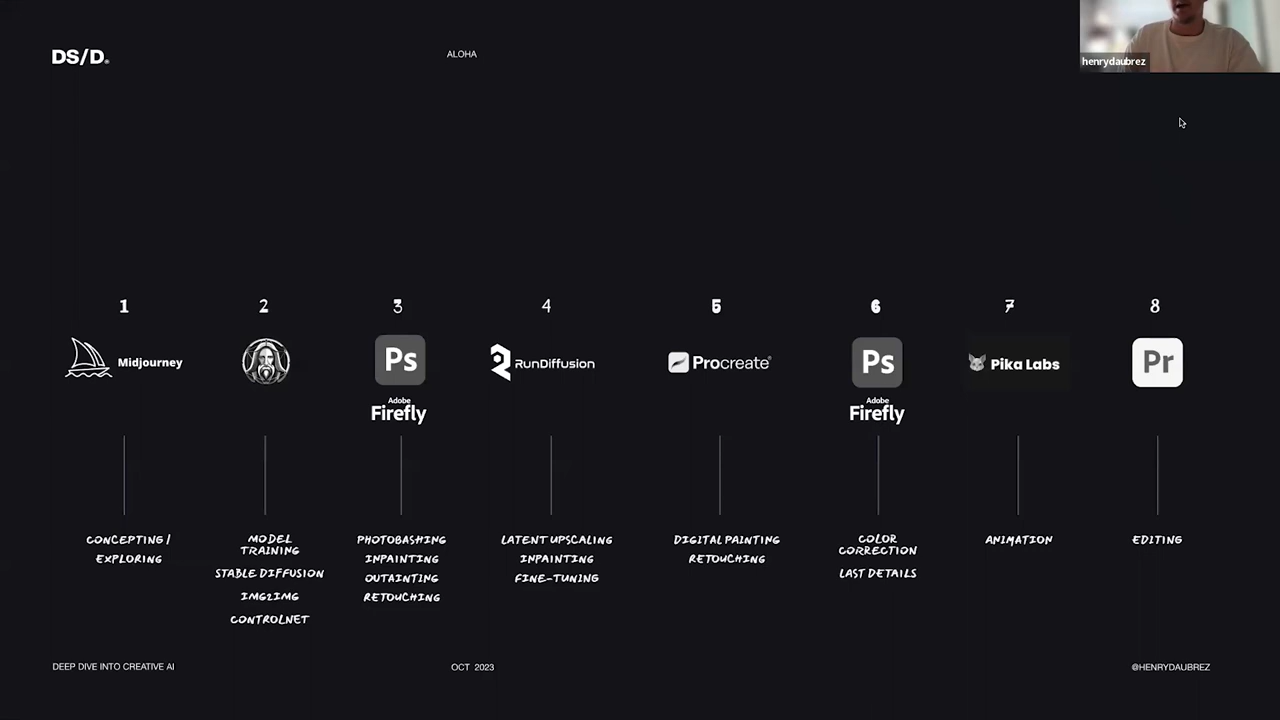 DS/D.
ALOHA
henrydaubrez
1
2
3
4
5
6
7
8
Midjourney
Ps
Adobe
Firefly
RunDiffusion
Procreate®
Ps
Adobe
Firefly
Pika Labs
Pr
CONCEPTING /
EXPLORING
MODEL
TRAINING
STABLE DIFFUSION
IMG2IMG
CONTROLNET
PHOTOBASHING
INPAINTING
OUTAINTING
RETOUCHING
LATENT UPSCALING
INPAINTING
FINE-TUNING
DIGITAL PAINTING
RETOUCHING
COLOR
CORRECTION
LAST DETAILS
ANIMATION
EDITING
DEEP DIVE INTO CREATIVE AI
OCT 2023
@HENRYDAUBREZ